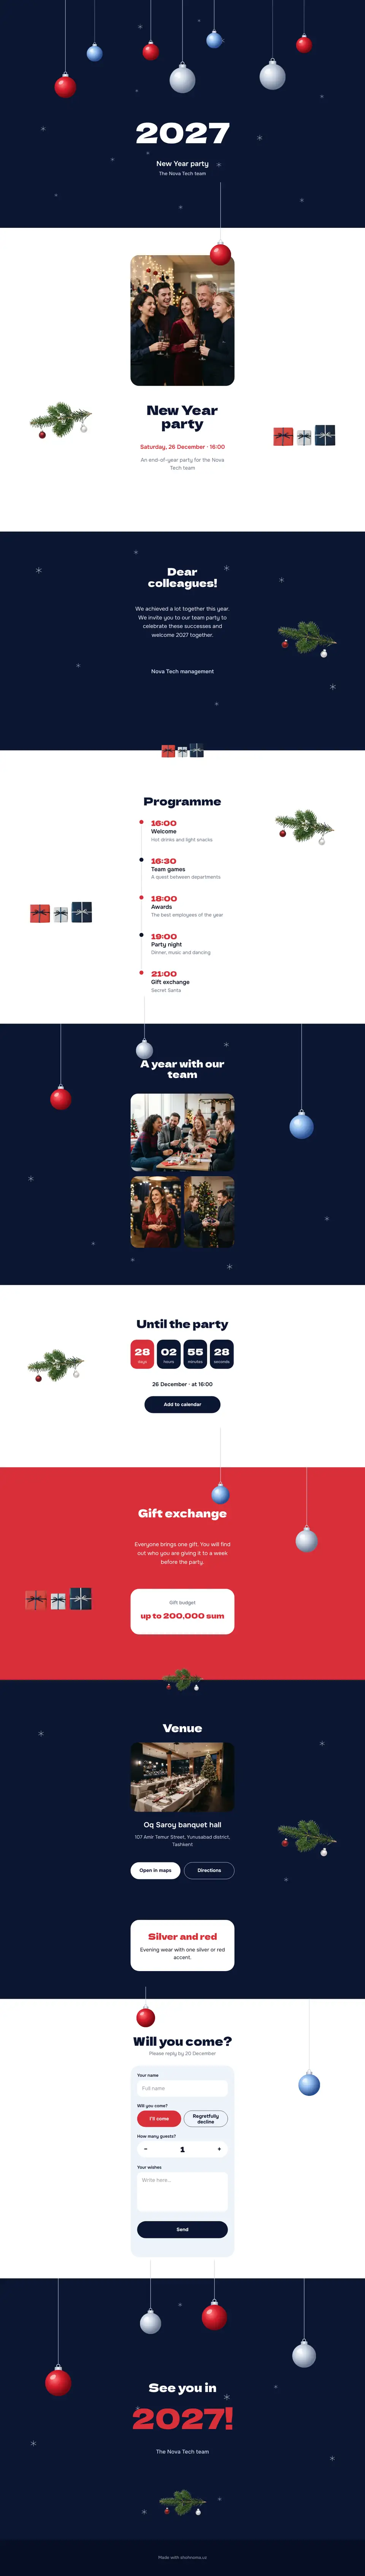 2027
New Year party
The Nova Tech team
New Year
party
Saturday, 26 December · 16:00
An end-of-year party for the Nova
Tech team
Dear
colleagues!
We achieved a lot together this year.
We invite you to our team party to
celebrate these successes and
welcome 2027 together.
Nova Tech management
Programme
16:00
Welcome
Hot drinks and light snacks
16:30
Team games
A quest between departments
18:00
Awards
The best employees of the year
19:00
Party night
Dinner, music and dancing
21:00
Gift exchange
Secret Santa
A year with our
team
Until the party
28 02 55 28
days hours minutes seconds
26 December · at 16:00
Add to calendar
Gift exchange
Everyone brings one gift. You will find
out who you are giving it to a week
before the party.
Gift budget:
up to 200,000 sum
Venue
Oq Saroy banquet hall
107 Amir Temur Street, Yunusabad district,
Tashkent
Open in maps Directions
Silver and red
Evening wear with one silver or red
accent.
Will you come?
Please reply by 20 December
Your name
Full name
Will you come?
I'll come Regretfully
decline
How many guests?
− 1 +
Your wishes
Write here...
Send
See you in
2027!
The Nova Tech team